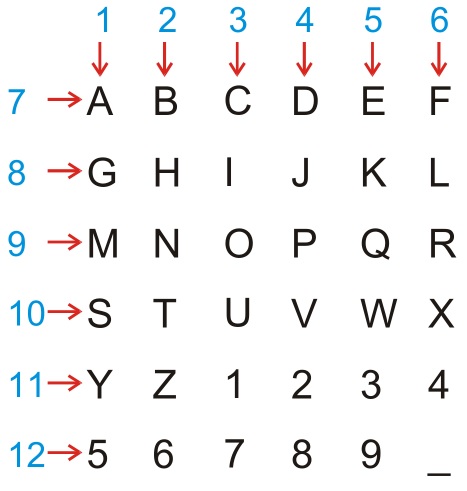 1 2 3 4 5 6
7 A B C D E F
8 G H I J K L
9 M N O P Q R
10 S T U V W X
11 Y Z 1 2 3 4
12 5 6 7 8 9 _